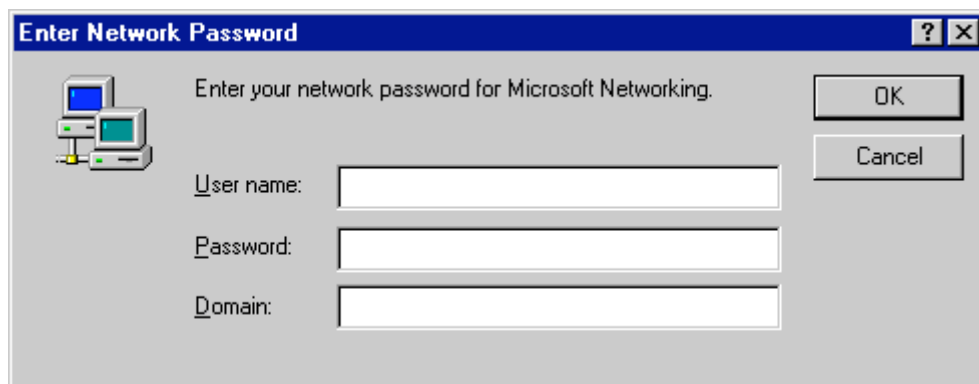 Enter Network Password
Enter your network password for Microsoft Networking.
OK
Cancel
User name:
Password:
Domain: